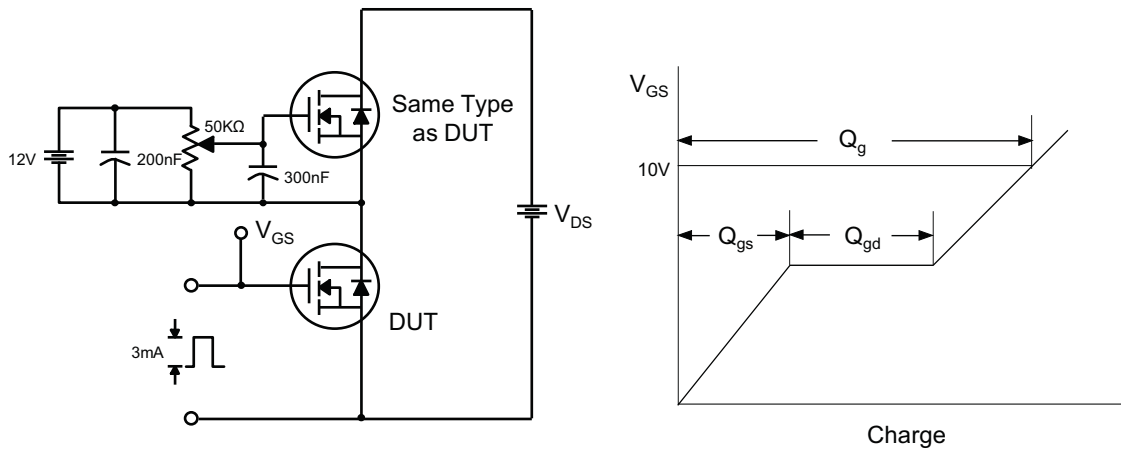 12V
200nF
50KΩ
300nF
Same Type
as DUT
V_DS
V_GS
3mA
DUT
V_GS
10V
Q_g
Q_gs
Q_gd
Charge